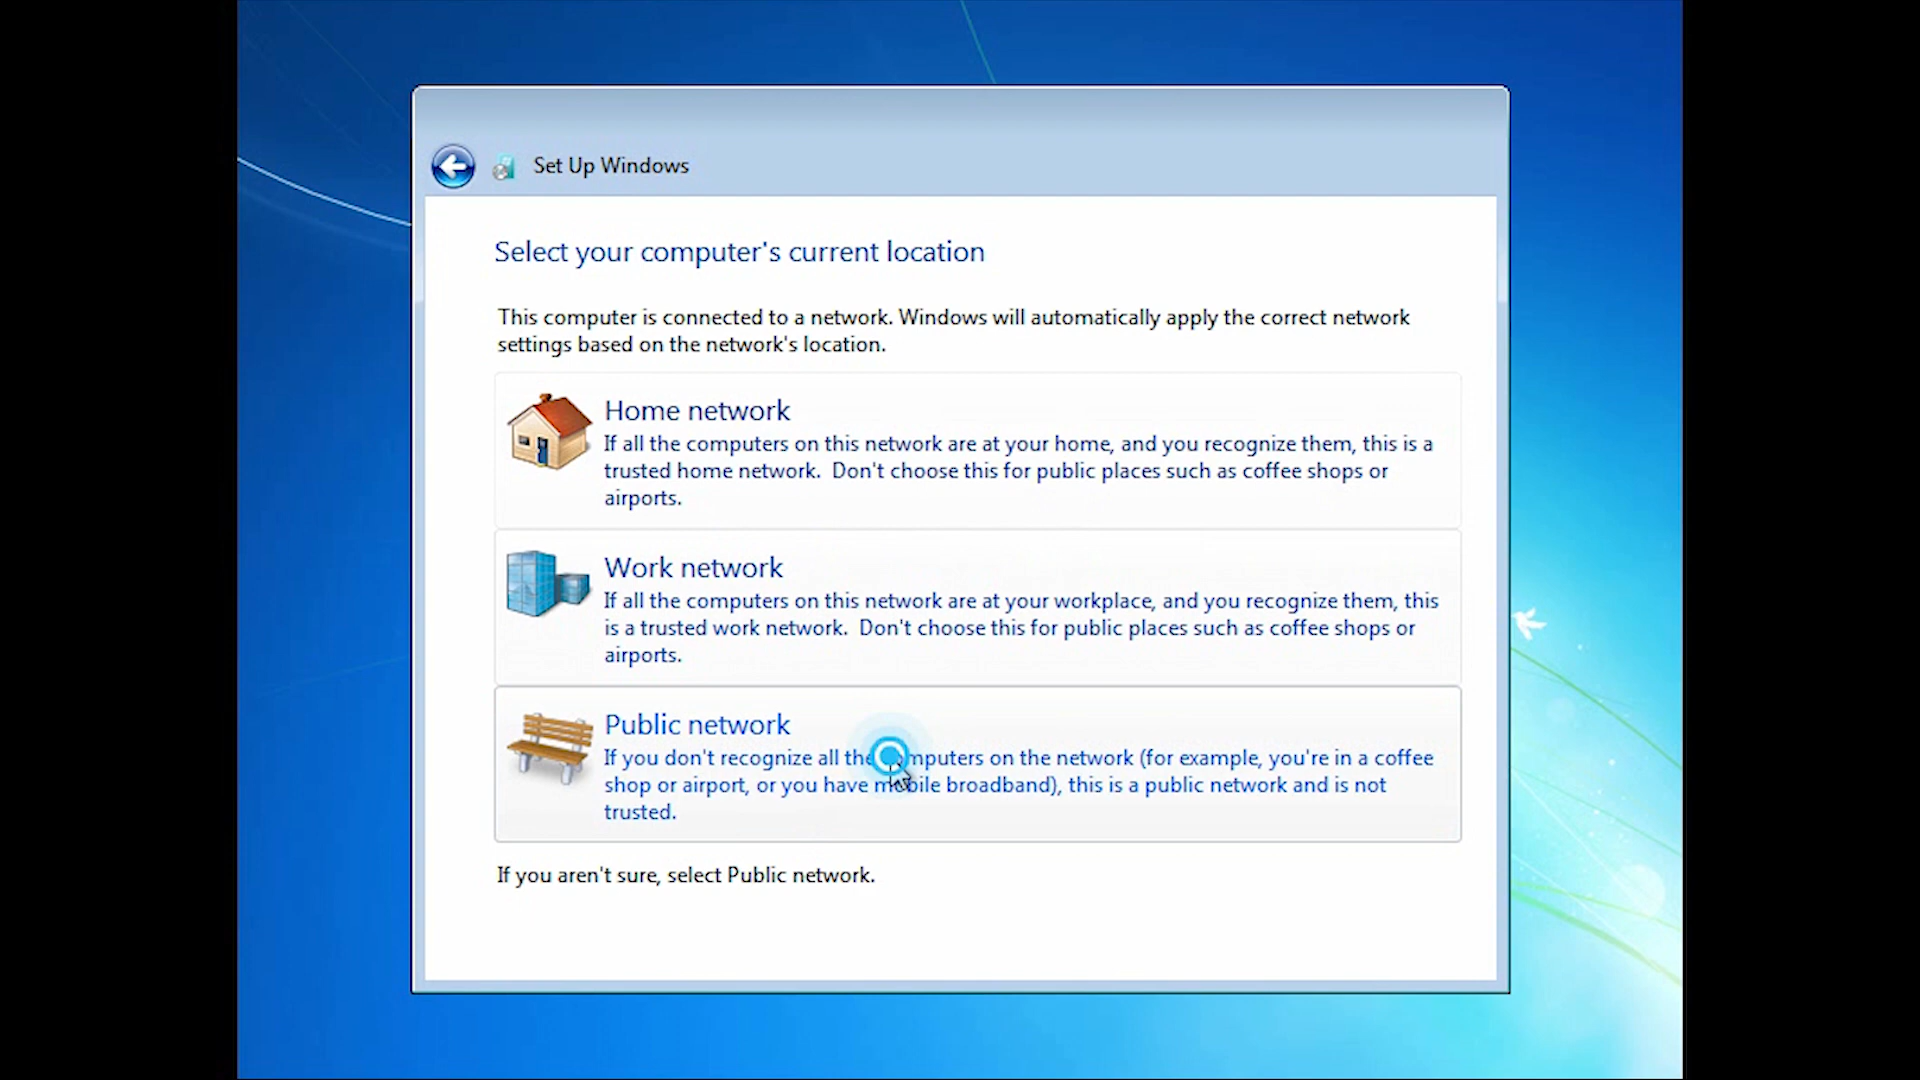 Set Up Windows
Select your computer's current location
This computer is connected to a network. Windows will automatically apply the correct network
settings based on the network's location.
Home network
If all the computers on this network are at your home, and you recognize them, this is a
trusted home network.  Don't choose this for public places such as coffee shops or
airports.
Work network
If all the computers on this network are at your workplace, and you recognize them, this
is a trusted work network.  Don't choose this for public places such as coffee shops or
airports.
Public network
If you don't recognize all the computers on the network (for example, you're in a coffee
shop or airport, or you have mobile broadband), this is a public network and is not
trusted.
If you aren't sure, select Public network.